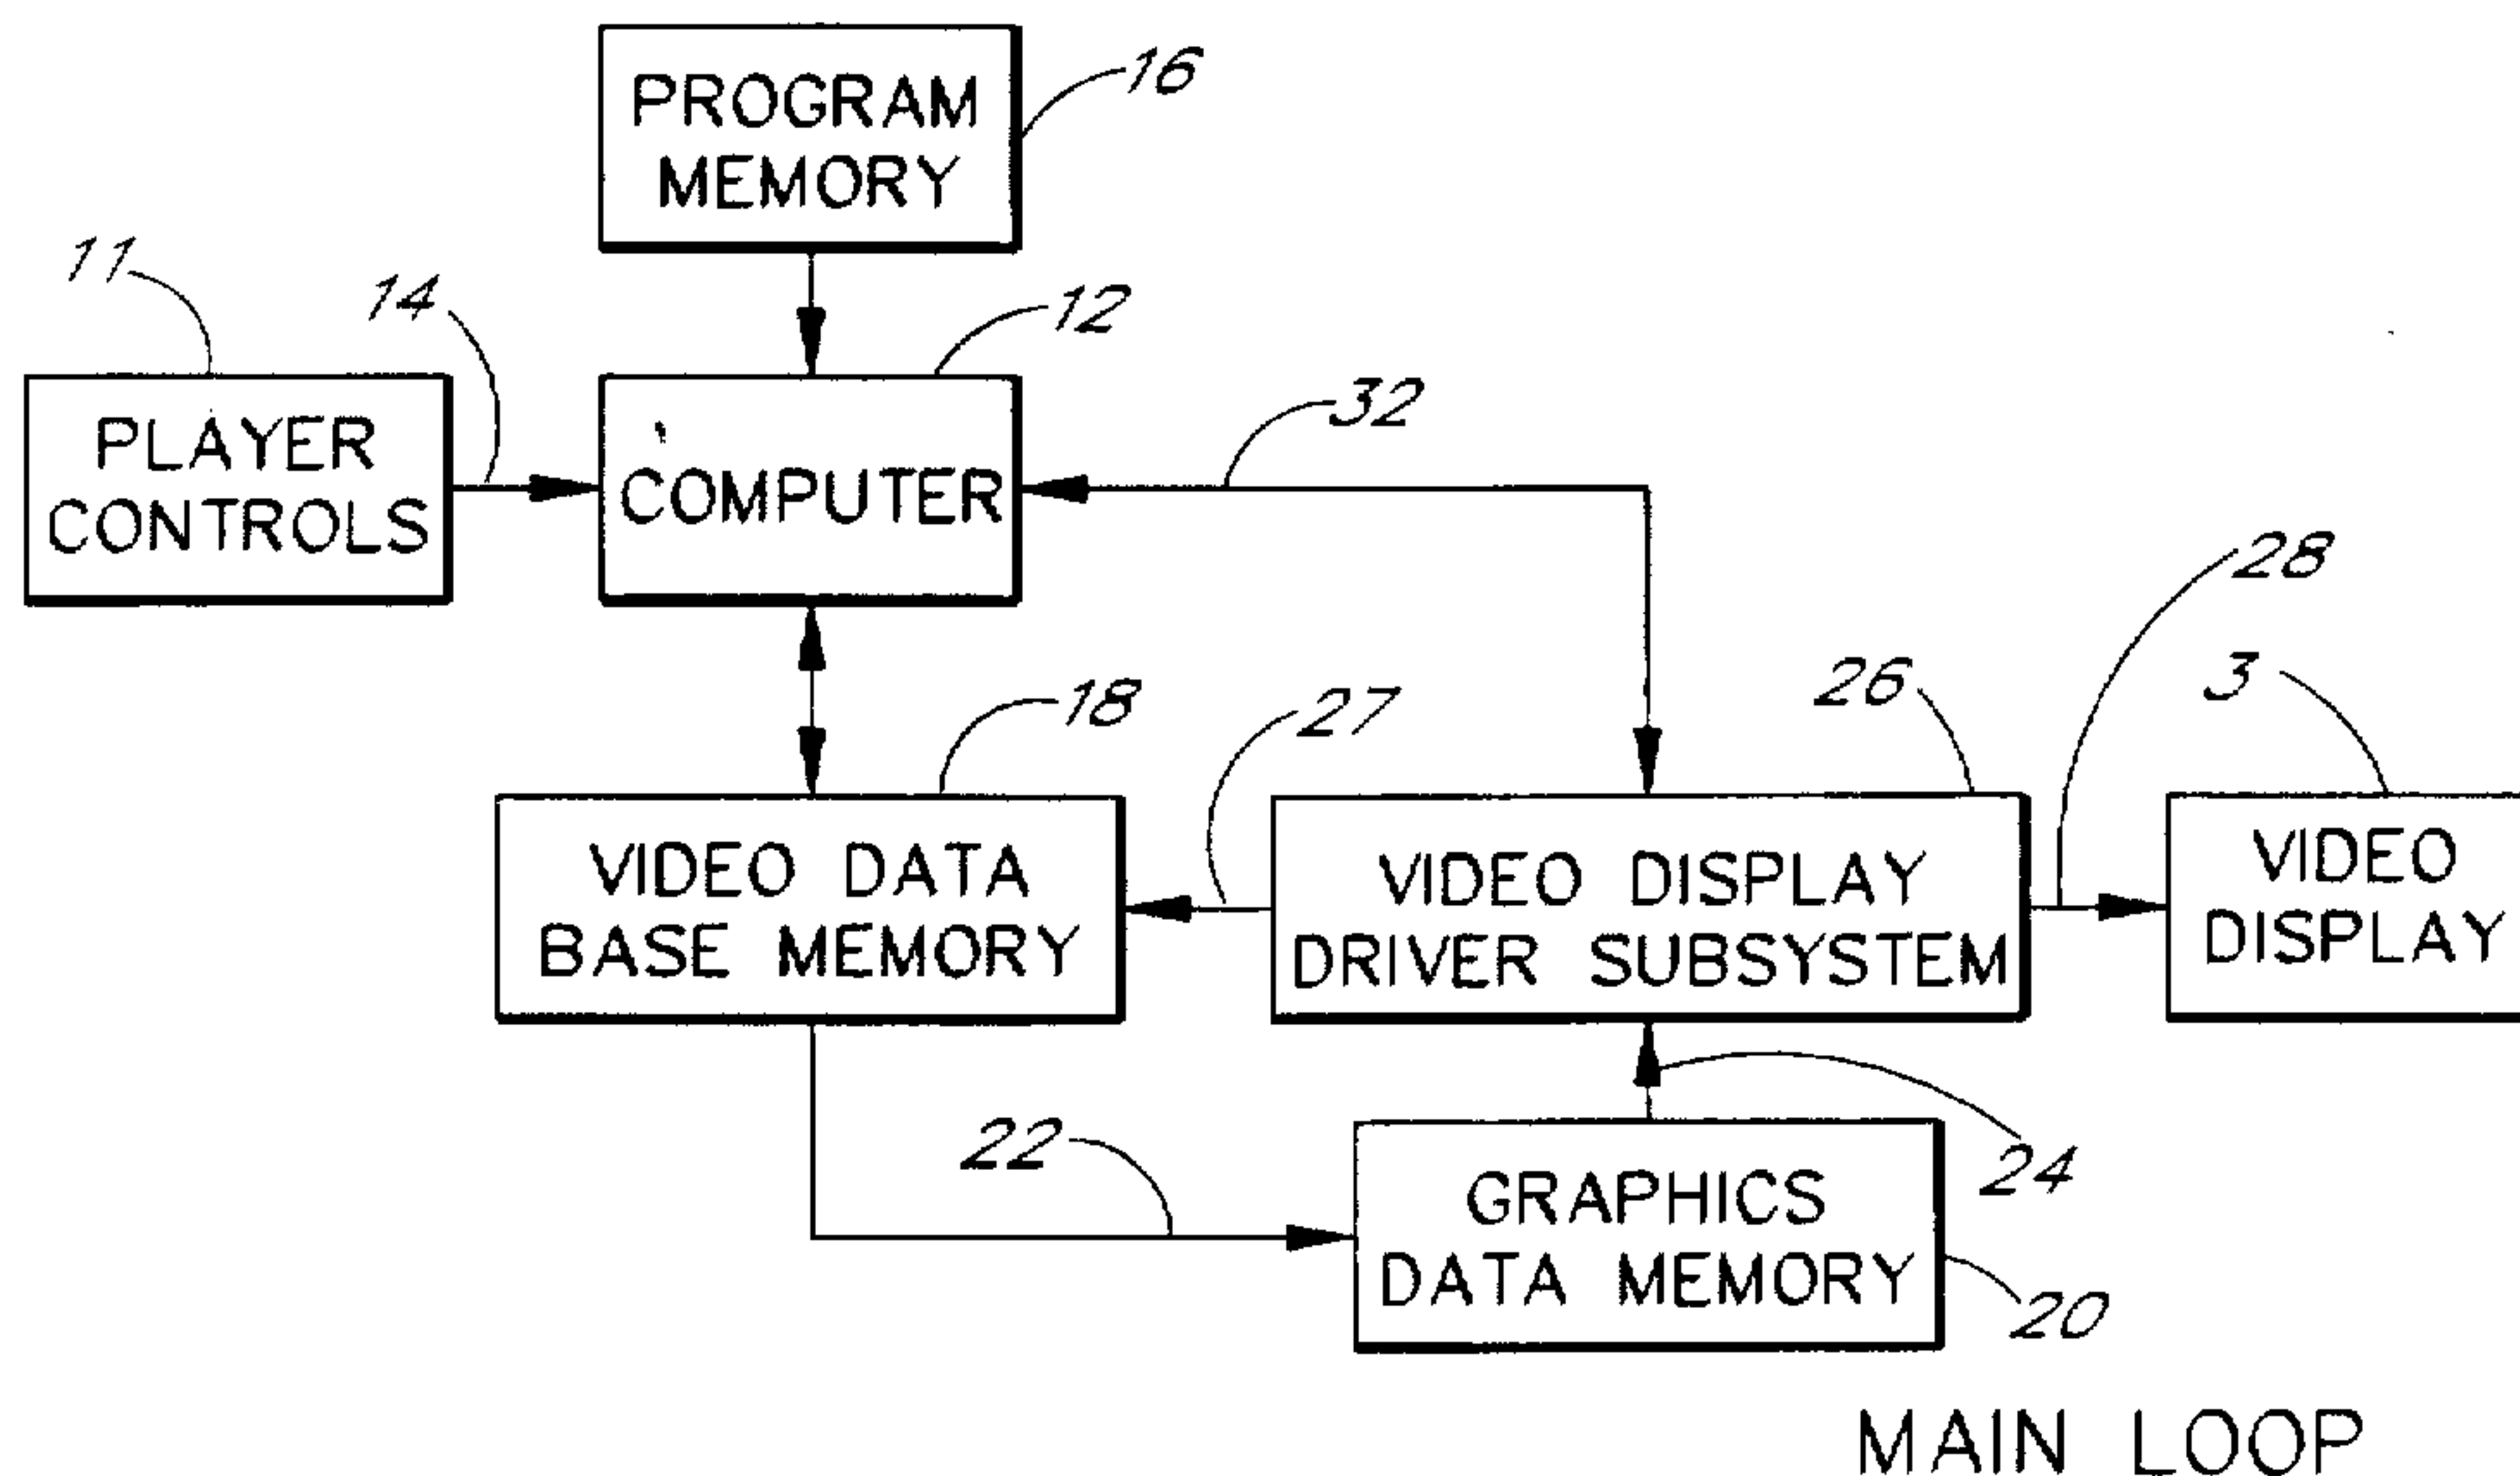 PROGRAM
MEMORY
16
11
14
12
PLAYER
CONTROLS
COMPUTER
32
28
18
27
26
3
VIDEO DATA
BASE MEMORY
VIDEO DISPLAY
DRIVER SUBSYSTEM
VIDEO
DISPLAY
22
24
GRAPHICS
DATA MEMORY
20
MAIN LOOP